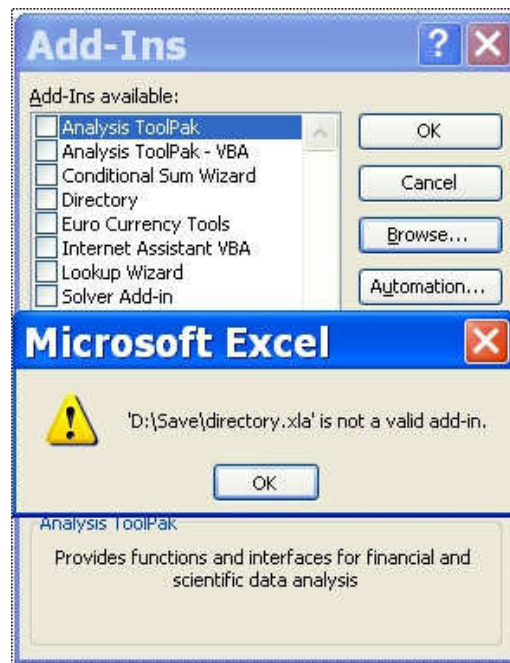 Add-Ins
Add-Ins available:
Analysis ToolPak
Analysis ToolPak - VBA
Conditional Sum Wizard
Directory
Euro Currency Tools
Internet Assistant VBA
Lookup Wizard
Solver Add-in
OK
Cancel
Browse...
Automation...
Microsoft Excel
'D:\Save\directory.xla' is not a valid add-in.
OK
Analysis ToolPak
Provides functions and interfaces for financial and
scientific data analysis